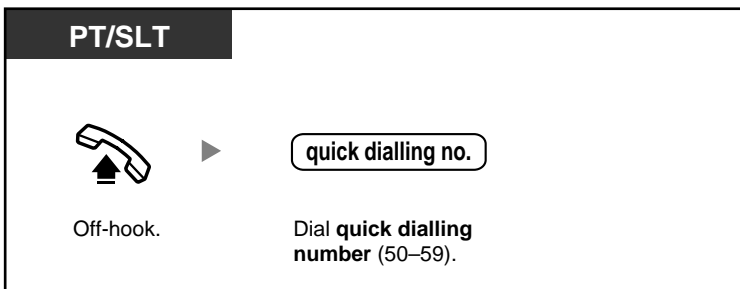 PT/SLT
quick dialling no.
Off-hook.
Dial quick dialling
number (50–59).